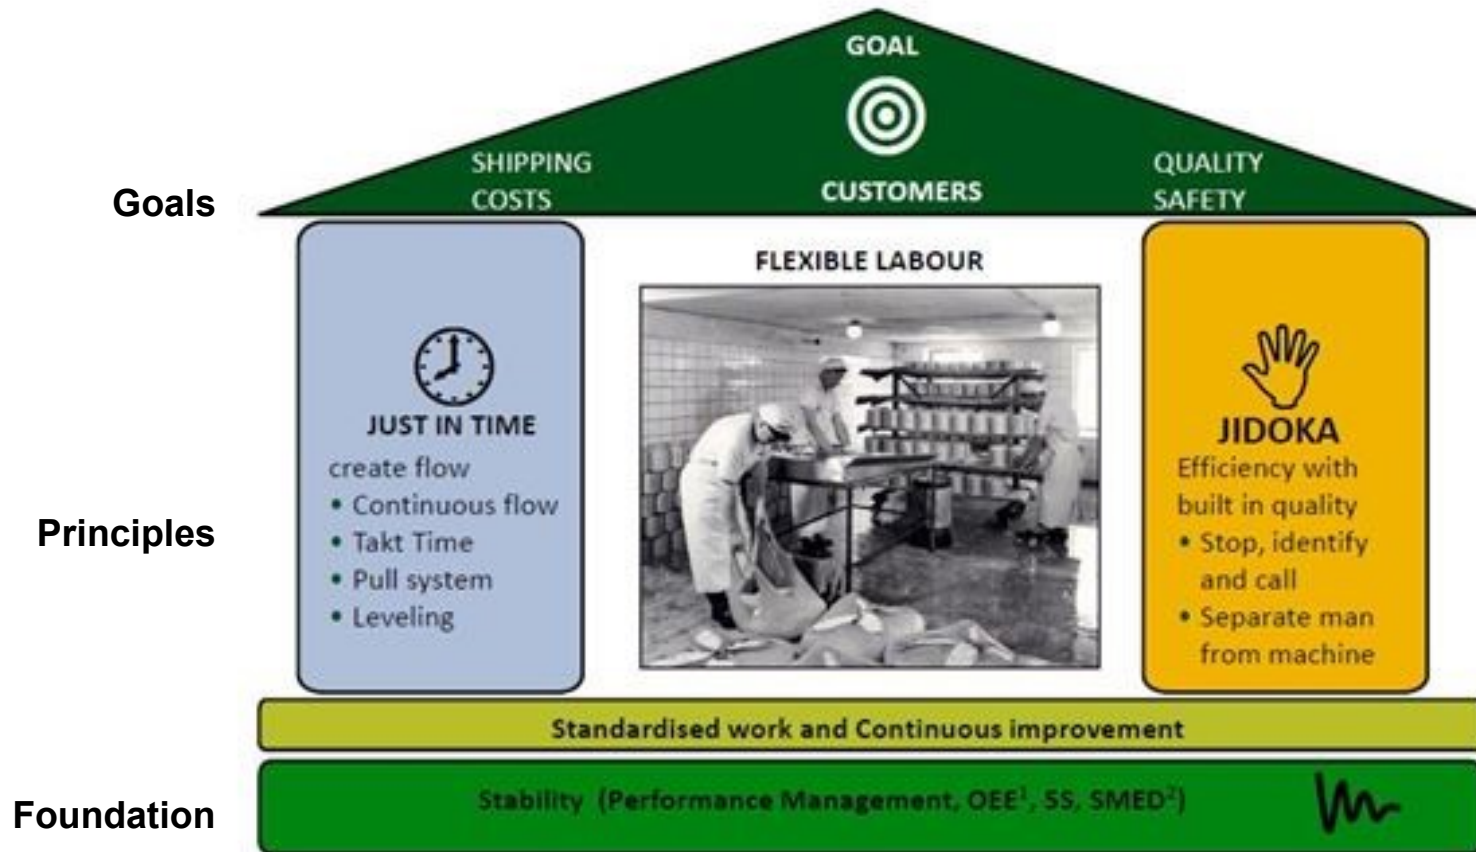 GOAL
SHIPPING
COSTS
CUSTOMERS
QUALITY
SAFETY
Goals
FLEXIBLE LABOUR
JUST IN TIME
create flow
• Continuous flow
• Takt Time
• Pull system
• Leveling
JIDOKA
Efficiency with
built in quality
• Stop, identify
and call
• Separate man
from machine
Principles
Standardised work and Continuous improvement
Stability (Performance Management, OEE¹, 5S, SMED²)
Foundation